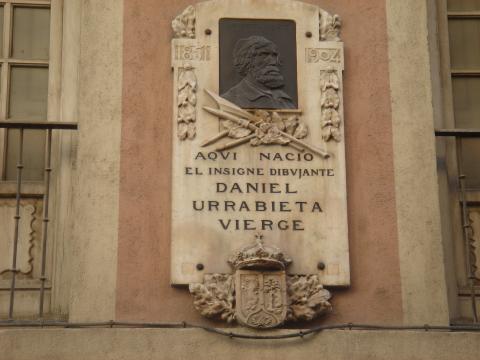 1851 1904
AQVI NACIO
EL INSIGNE DIBVJANTE
DANIEL
URRABIETA
VIERGE